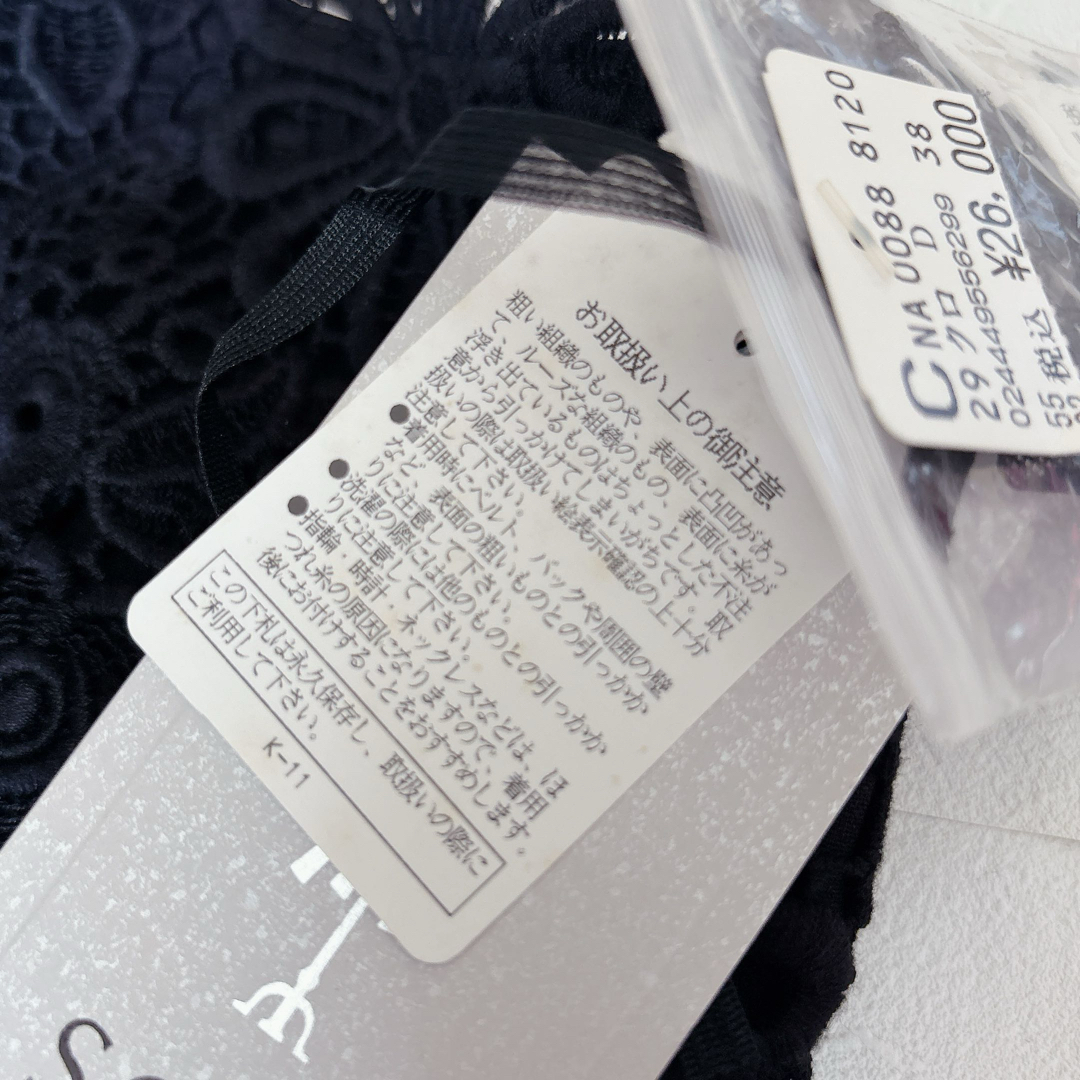 お取扱い上の御注意
粗い組織のものや、表面に凸凹があっ
て、ルーズな組織のもの、表面に糸が
浮き出ているものはちょっとした不注
意から引っかけてしまいがちです。取
扱いの際は取扱い絵表示確認の上十分
注意して下さい。
●着用時にベルト、バックや周囲の壁
など、表面の粗いものとの引っかか
りに注意して下さい。
●洗濯の際には他のものとの引っかか
りに注意して下さい。
●指輪・時計・ネックレスなどは、ほ
つれ糸の原因になりますので、着用
後にお付けすることをおすすめします。
この下札は永久保存し、取扱いの際に
ご利用して下さい。
K-11
C NA 0088 8120
29 クロ D 38
0244495556299
55 税込 ¥26,000